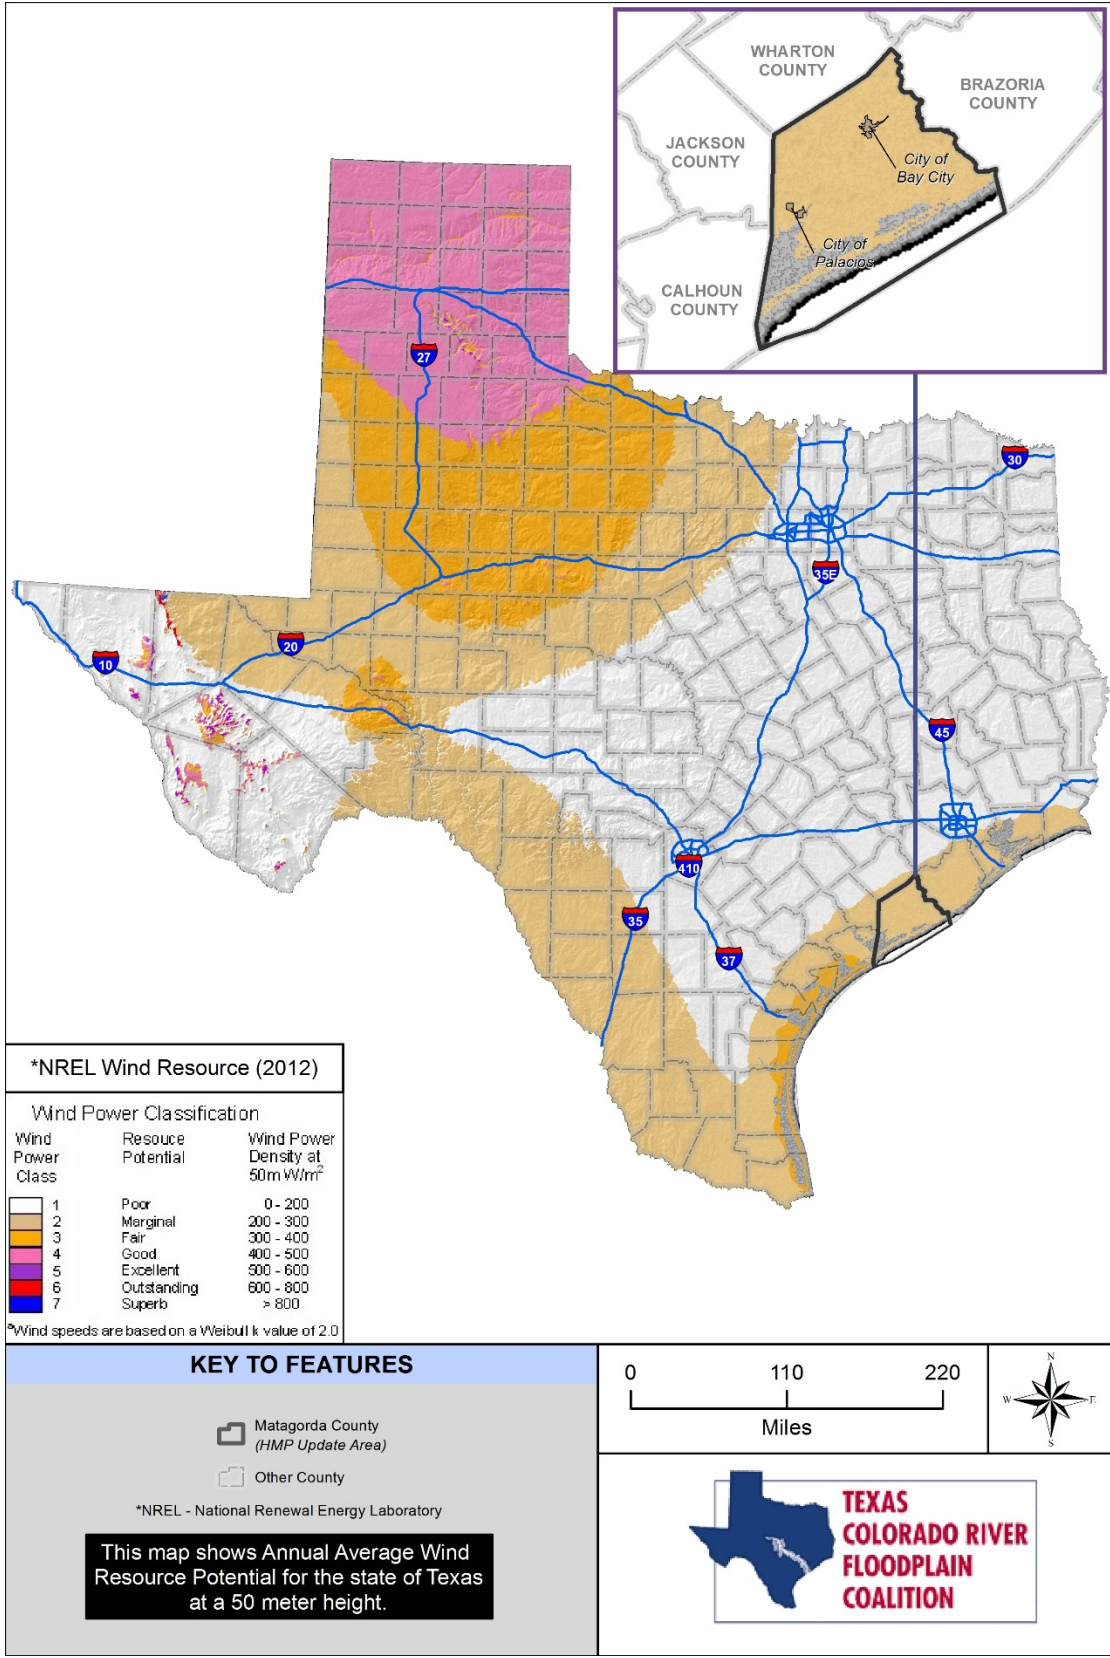 WHARTON
COUNTY
BRAZORIA
COUNTY
JACKSON
COUNTY
City of
Bay City
City of
Palacios
CALHOUN
COUNTY
27
30
35E
20
10
45
410
35
37
*NREL Wind Resource (2012)
Wind Power Classification
Wind Power Class Resouce Potential Wind Power Density at 50m W/m²
1 Poor 0 - 200
2 Marginal 200 - 300
3 Fair 300 - 400
4 Good 400 - 500
5 Excellent 500 - 600
6 Outstanding 600 - 800
7 Superb > 800
ᵃWind speeds are based on a Weibull k value of 2.0
KEY TO FEATURES
Matagorda County
(HMP Update Area)
Other County
*NREL - National Renewal Energy Laboratory
This map shows Annual Average Wind
Resource Potential for the state of Texas
at a 50 meter height.
0 110 220
Miles
N
W E
S
TEXAS
COLORADO RIVER
FLOODPLAIN
COALITION